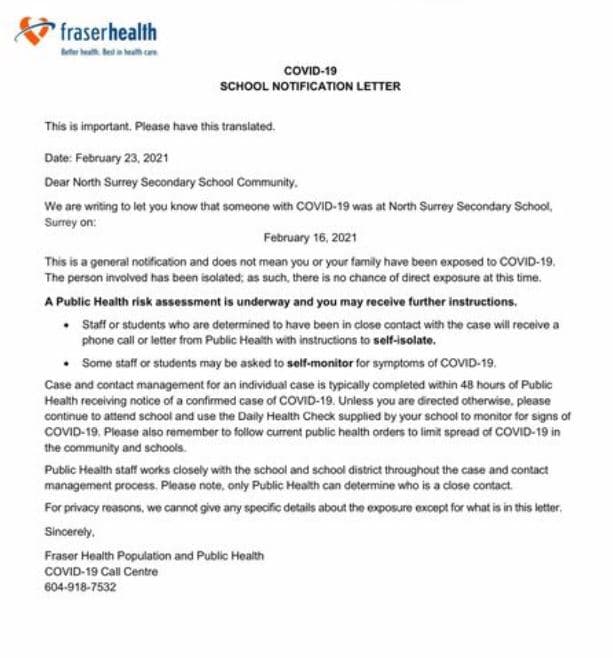 fraserhealth
Better health. Best in health care.
COVID-19
SCHOOL NOTIFICATION LETTER
This is important. Please have this translated.
Date: February 23, 2021
Dear North Surrey Secondary School Community,
We are writing to let you know that someone with COVID-19 was at North Surrey Secondary School,
Surrey on:
February 16, 2021
This is a general notification and does not mean you or your family have been exposed to COVID-19.
The person involved has been isolated; as such, there is no chance of direct exposure at this time.
A Public Health risk assessment is underway and you may receive further instructions.
• Staff or students who are determined to have been in close contact with the case will receive a
phone call or letter from Public Health with instructions to self-isolate.
• Some staff or students may be asked to self-monitor for symptoms of COVID-19.
Case and contact management for an individual case is typically completed within 48 hours of Public
Health receiving notice of a confirmed case of COVID-19. Unless you are directed otherwise, please
continue to attend school and use the Daily Health Check supplied by your school to monitor for signs of
COVID-19. Please also remember to follow current public health orders to limit spread of COVID-19 in
the community and schools.
Public Health staff works closely with the school and school district throughout the case and contact
management process. Please note, only Public Health can determine who is a close contact.
For privacy reasons, we cannot give any specific details about the exposure except for what is in this letter.
Sincerely,
Fraser Health Population and Public Health
COVID-19 Call Centre
604-918-7532